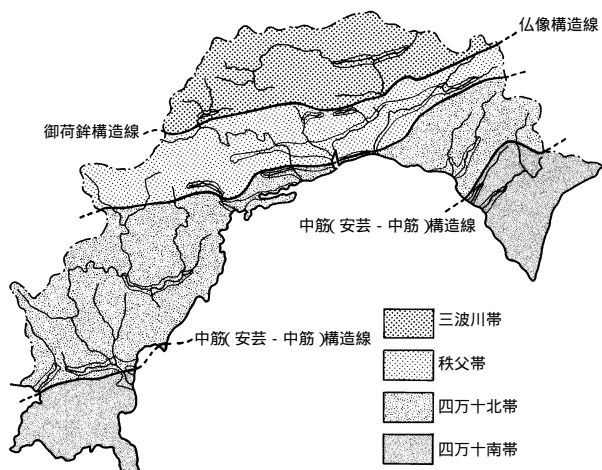 仏像構造線
御荷鉾構造線
中筋(安芸-中筋)構造線
中筋(安芸-中筋)構造線
三波川帯
秩父帯
四万十北帯
四万十南帯